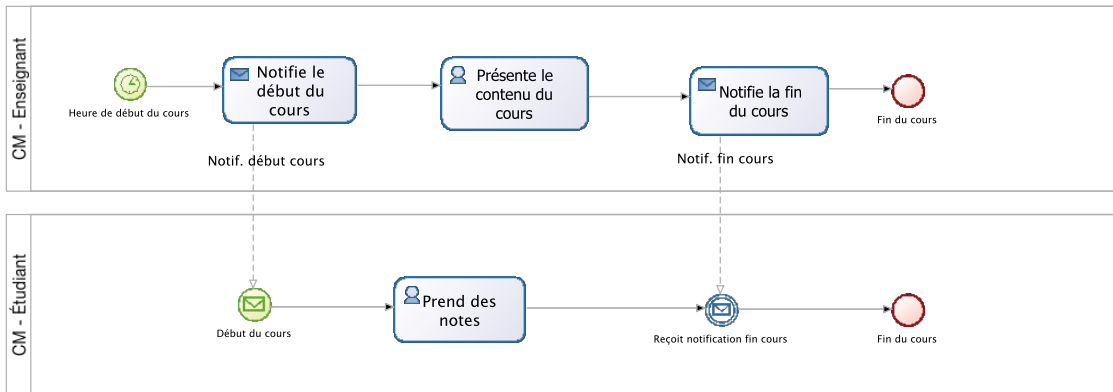 CM - Enseignant
Heure de début du cours
Notifie le
début du
cours
Présente le
contenu du
cours
Notifie la fin
du cours
Fin du cours
Notif. début cours
Notif. fin cours
CM - Étudiant
Début du cours
Prend des
notes
Reçoit notification fin cours
Fin du cours